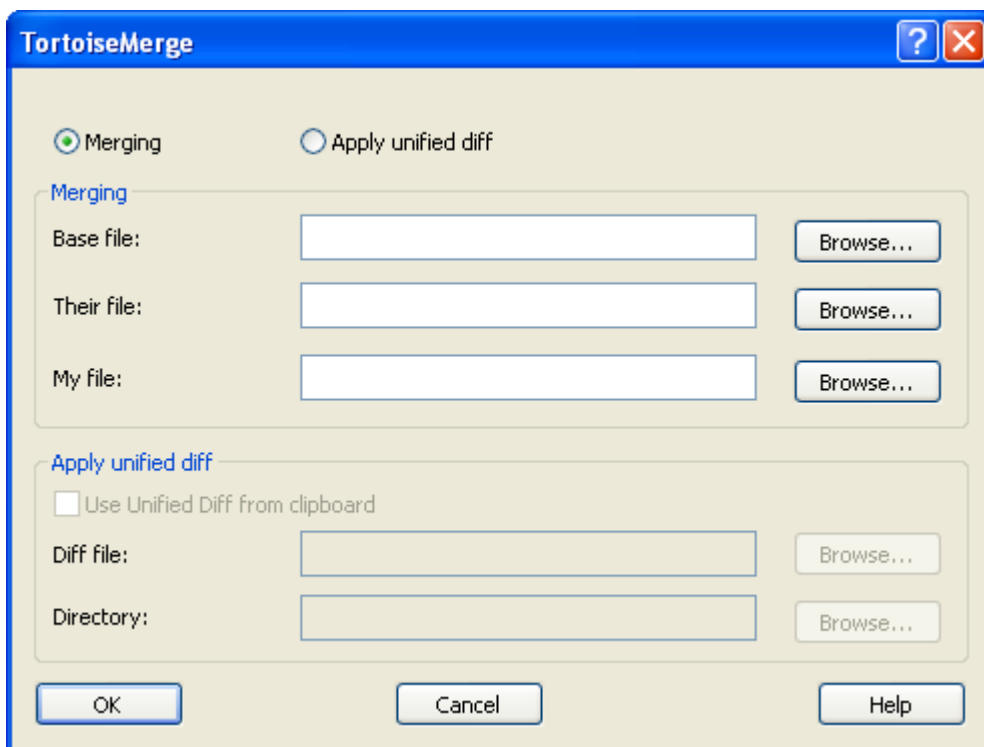 TortoiseMerge
Merging
Apply unified diff
Merging
Base file:
Browse...
Their file:
Browse...
My file:
Browse...
Apply unified diff
Use Unified Diff from clipboard
Diff file:
Browse...
Directory:
Browse...
OK
Cancel
Help